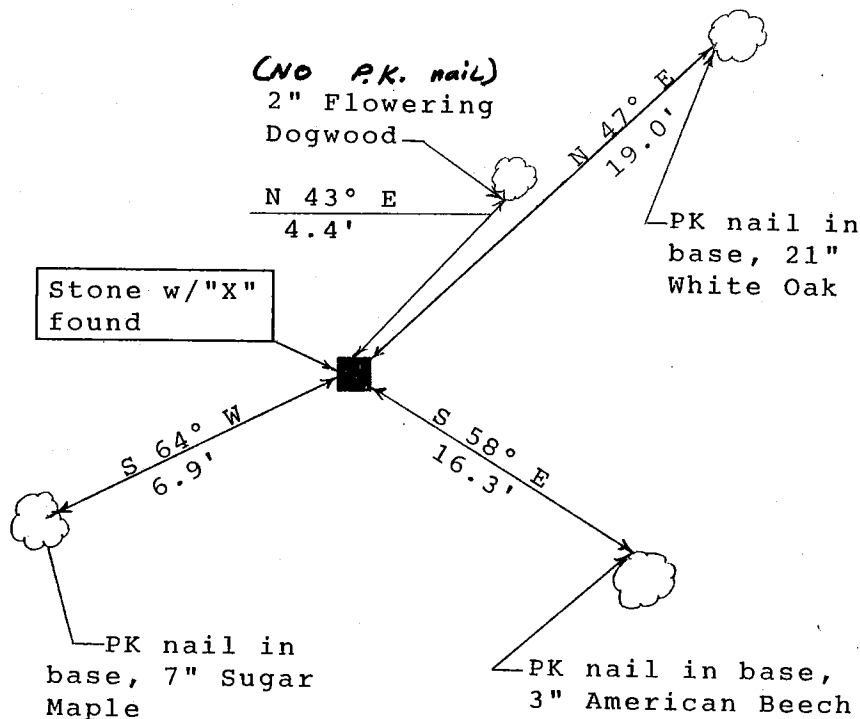 (NO P.K. nail)
2" Flowering
Dogwood
N 43° E
4.4'
N 47° E
19.0'
PK nail in
base, 21"
White Oak
Stone w/"X"
found
S 64° W
6.9'
S 58° E
16.3'
PK nail in
base, 7" Sugar
Maple
PK nail in base,
3" American Beech